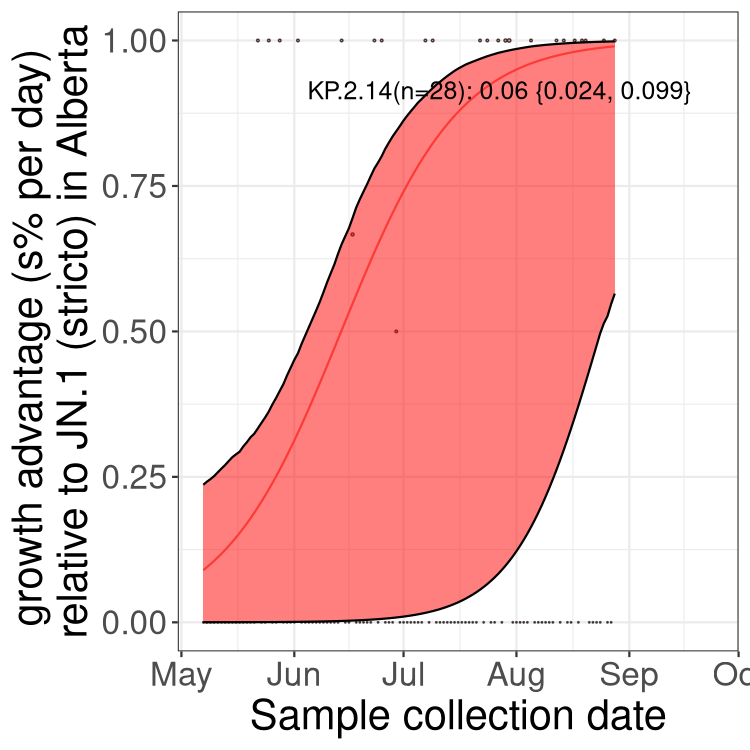 growth advantage (s% per day)
relative to JN.1 (stricto) in Alberta
1.00
0.75
0.50
0.25
0.00
KP.2.14(n=28): 0.06 {0.024, 0.099}
May Jun Jul Aug Sep Oc
Sample collection date